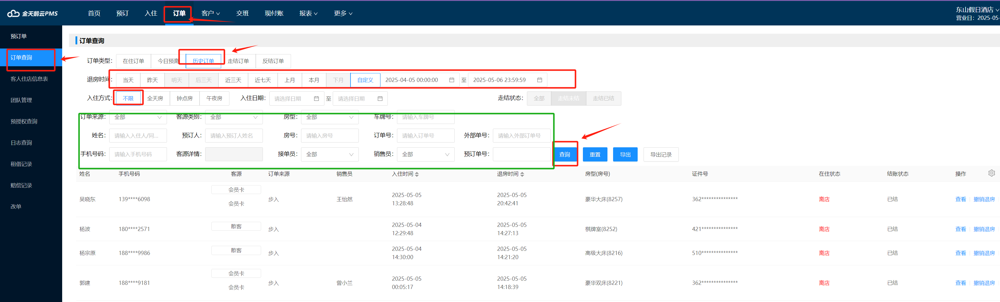 金天鹅云PMS 首页 预订 入住 订单 客户 交班 现付账 报表 更多 东山假日酒店
营业日：2025-05-
预订单
订单查询
客人住店信息表
团队管理
预授权查询
日志查询
租借记录
赔偿记录
改单
订单查询
订单类型： 在住订单 今日预离 历史订单 走结订单 反结订单
退房时间： 当天 昨天 明天 后三天 近三天 近七天 上月 本月 下月 自定义 2025-04-05 00:00:00 至 2025-05-06 23:59:59
入住方式： 不限 全天房 钟点房 午夜房 入住日期： 请选择日期 至 请选择日期 走结状态： 全部 走结未结 走结已结
订单来源： 全部 客源类别： 全部 房型： 全部 车牌号： 请输入车牌号
姓名： 请输入入住人/同... 预订人： 请输入预订人姓名 房号： 请输入房号 订单号： 请输入订单号 外部单号： 请输入外部订单号
手机号码： 请输入手机号码 客源详情： 接单员： 全部 销售员： 全部 预订单号： 查询 重置 导出 导出记录
姓名 手机号码 客源 订单来源 销售员 入住时间 退房时间 房型(房号) 证件号 在住状态 结账状态 操作
吴晓东 139****6098 会员卡 会员卡 步入 王怡然 2025-05-05 13:28:48 2025-05-05 20:42:41 豪华大床(8257) 362*************** 离店 已结 查看 撤销退房
杨波 180****2571 散客 步入 2025-05-04 12:29:48 2025-05-05 14:27:13 棋牌室(8252) 421*************** 离店 已结 查看 撤销退房
杨宗原 188****9986 散客 步入 2025-05-04 14:30:00 2025-05-05 14:21:20 高级大床(8216) 510*************** 离店 已结 查看 撤销退房
郭建 188****9181 会员卡 会员卡 步入 曾小兰 2025-05-05 00:05:17 2025-05-05 14:18:39 豪华双床(8221) 362*************** 离店 已结 查看 撤销退房